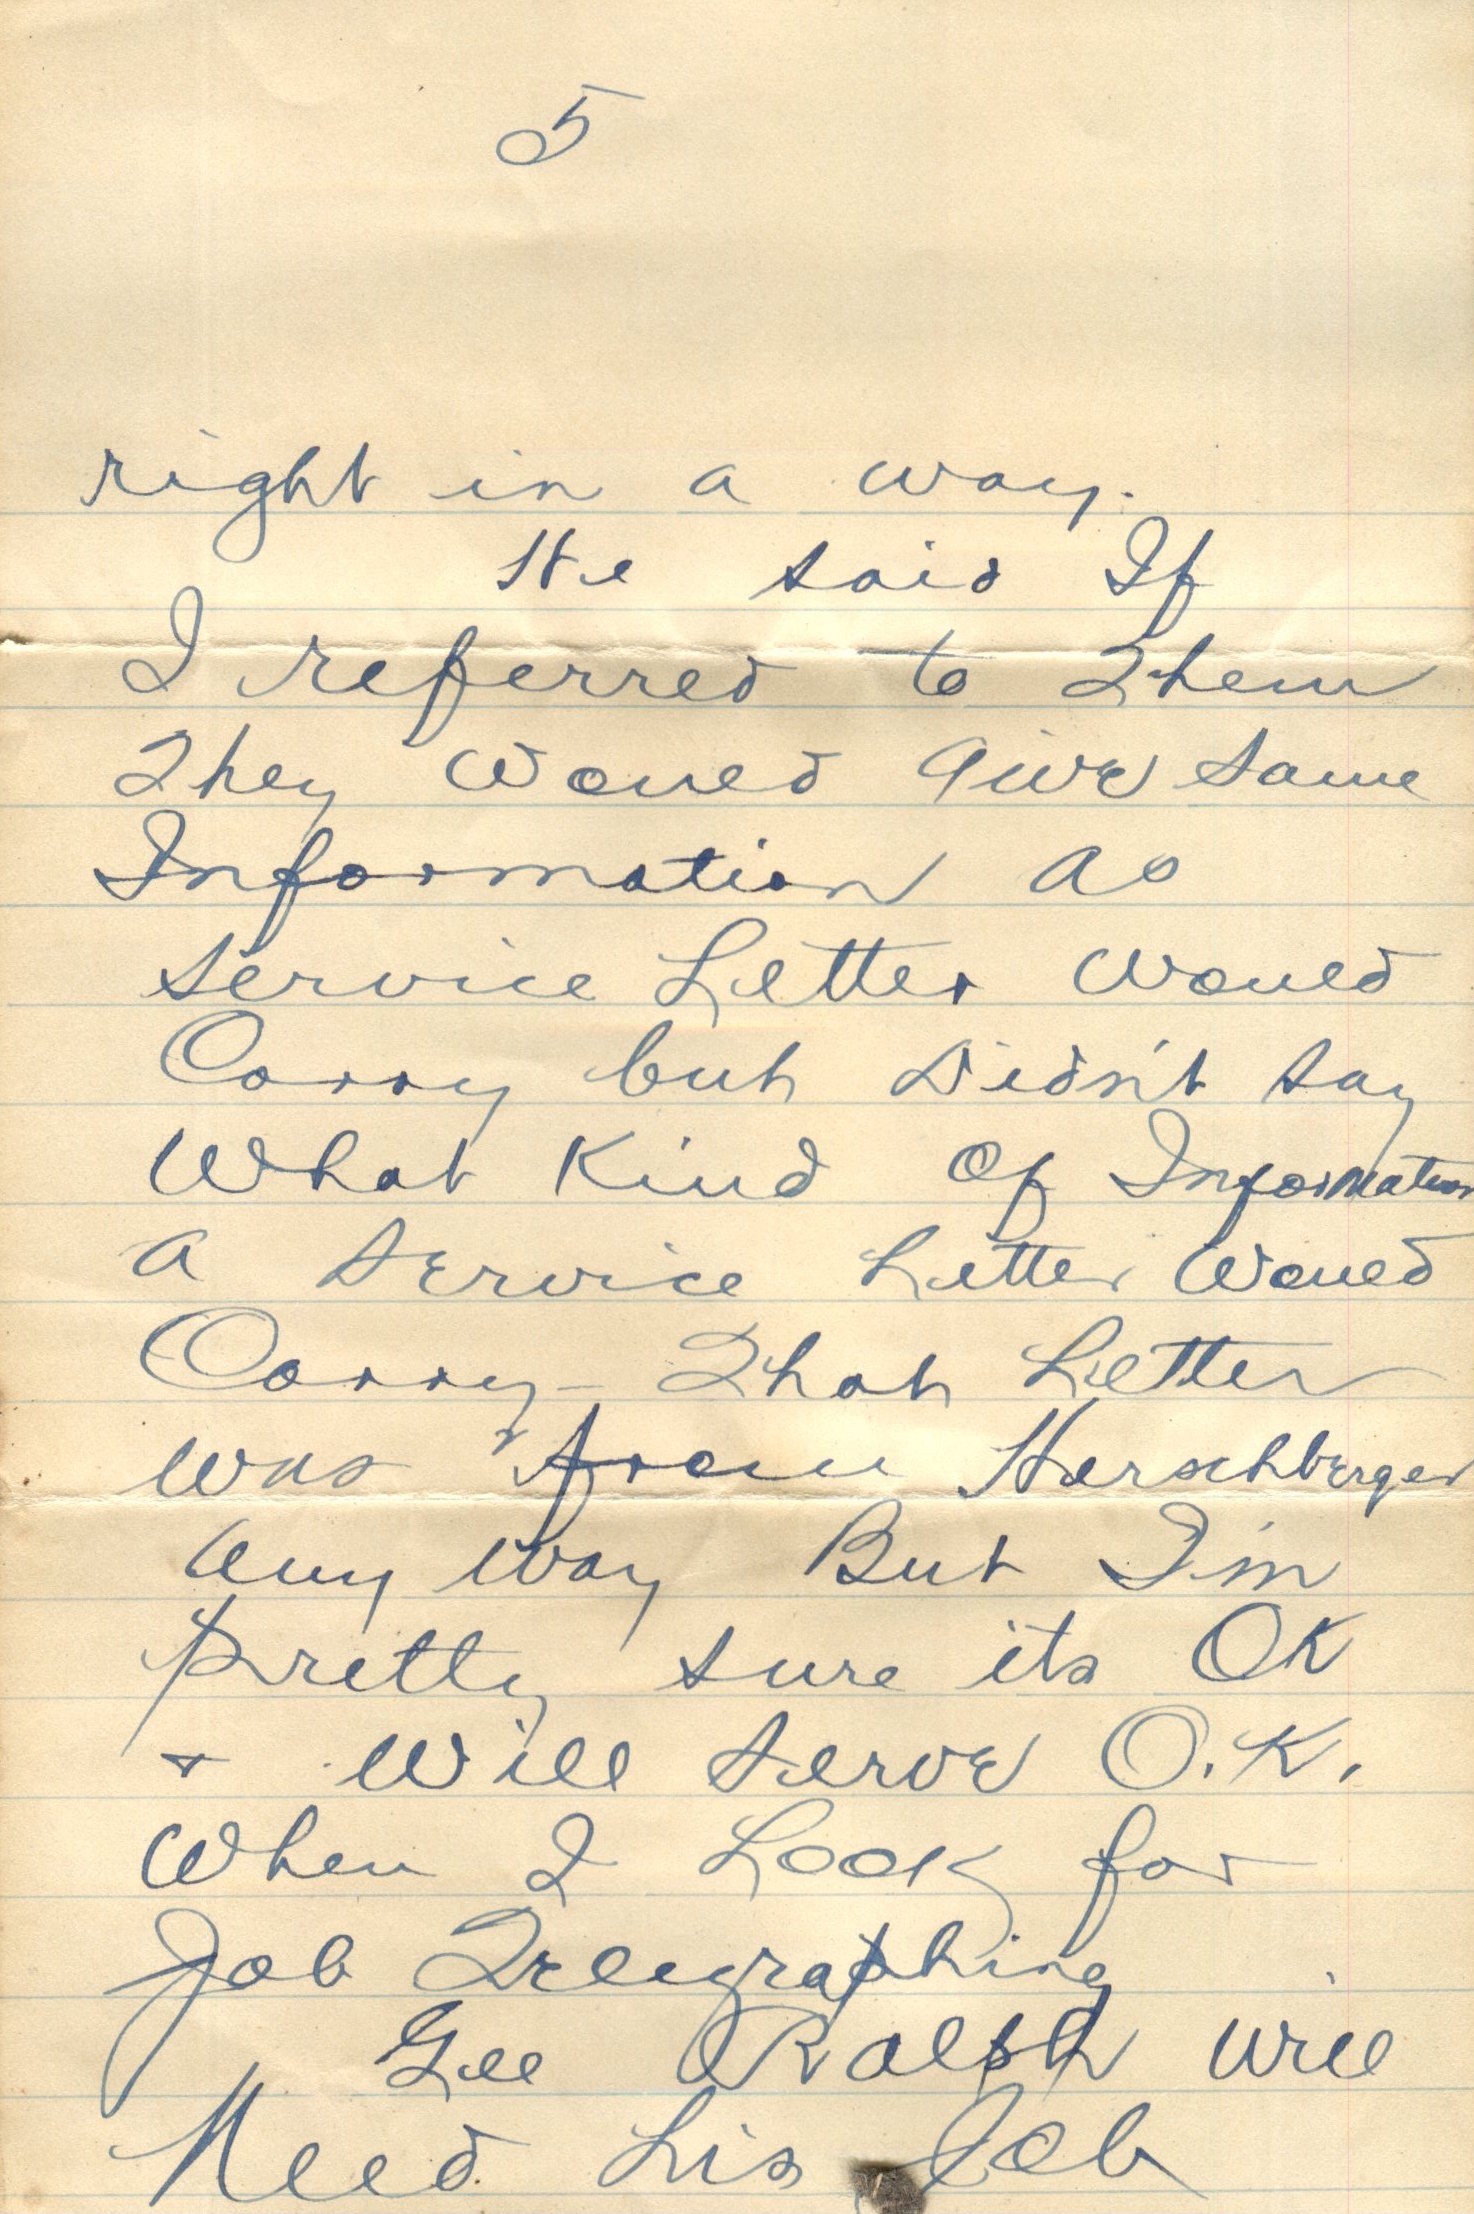 5
right in a way.
He said If
I referred to Them
They Would Give Same
Information as
Service Letter Would
Carry but Didn't Say
What Kind Of Information
a Service Letter Would
Carry - That Letter
was from Harschberger
any way But I'm
Pretty sure its OK
+ Will Serve O.K.
When I Look for
Job Telegraphing
Gee Ralph will
Need his Job